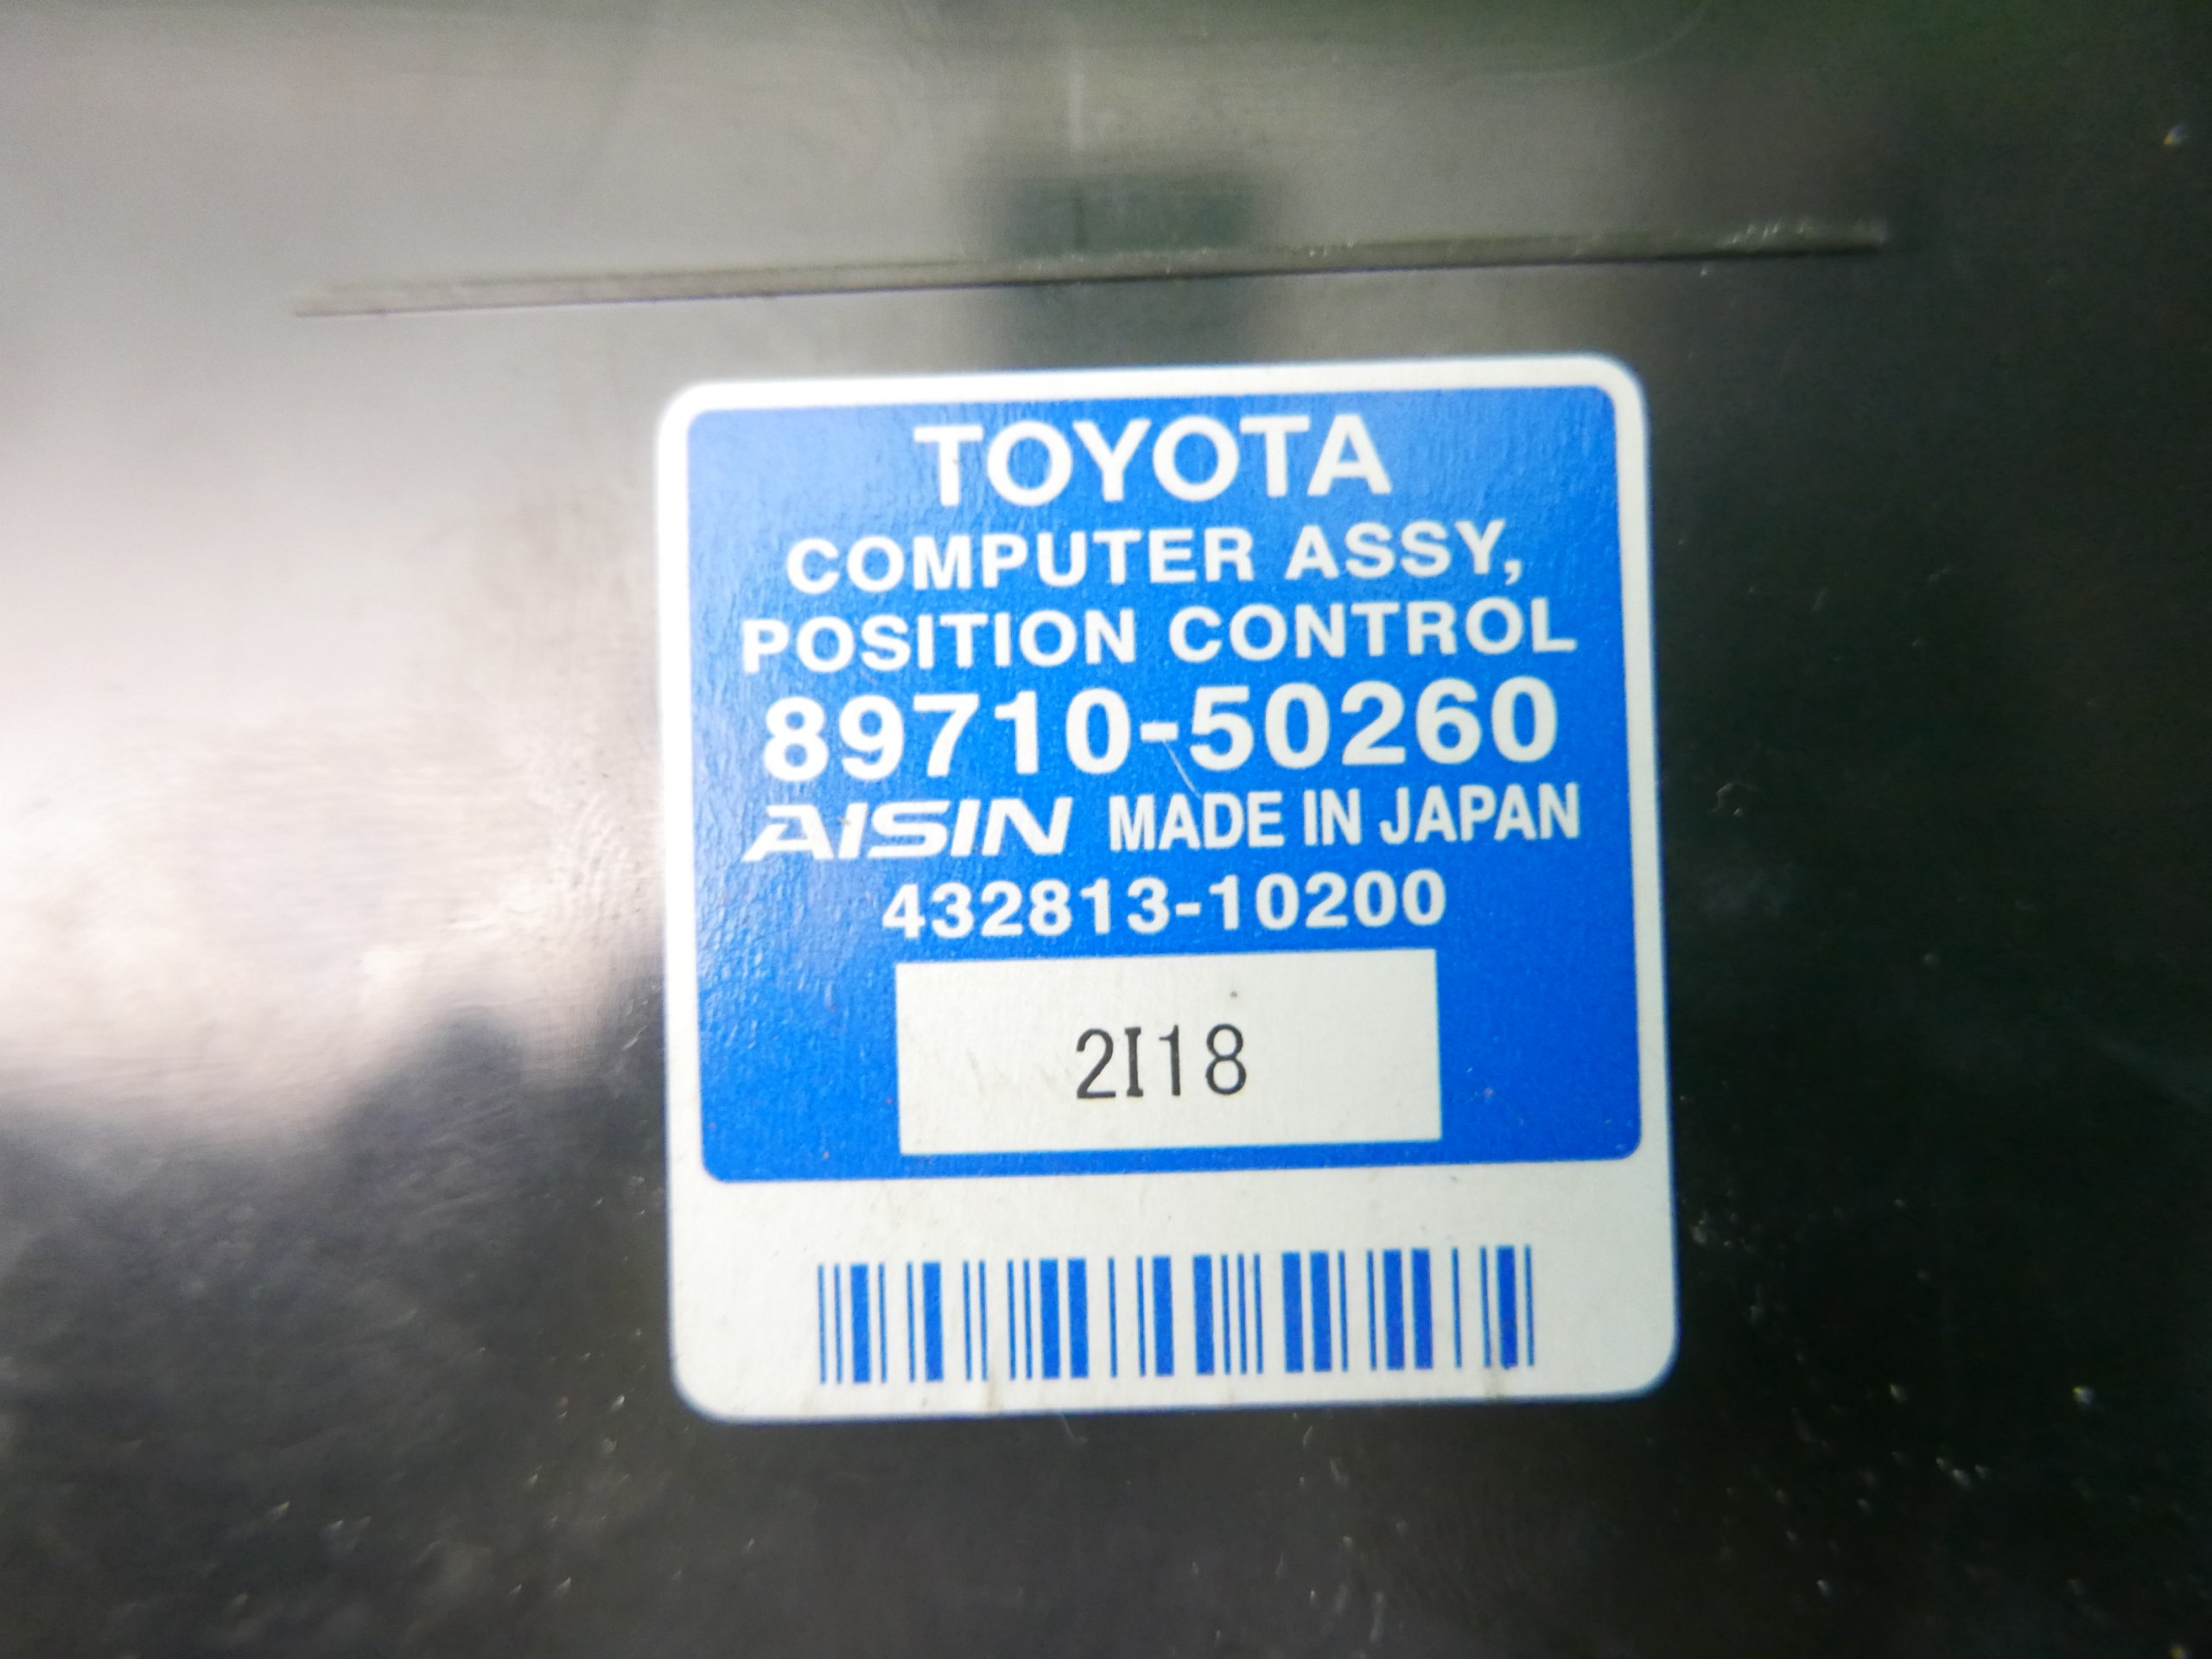 TOYOTA
COMPUTER ASSY,
POSITION CONTROL
89710-50260
AISIN MADE IN JAPAN
432813-10200
2I18